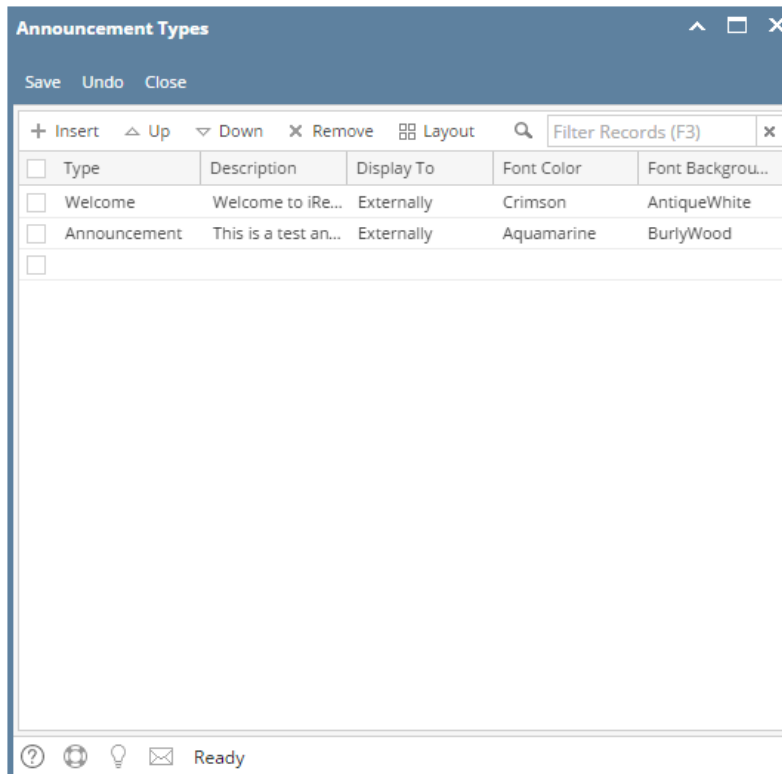 Announcement Types
Save Undo Close
Insert Up Down Remove Layout Filter Records (F3)
Type Description Display To Font Color Font Backgrou...
Welcome Welcome to iRe... Externally Crimson AntiqueWhite
Announcement This is a test an... Externally Aquamarine BurlyWood
Ready